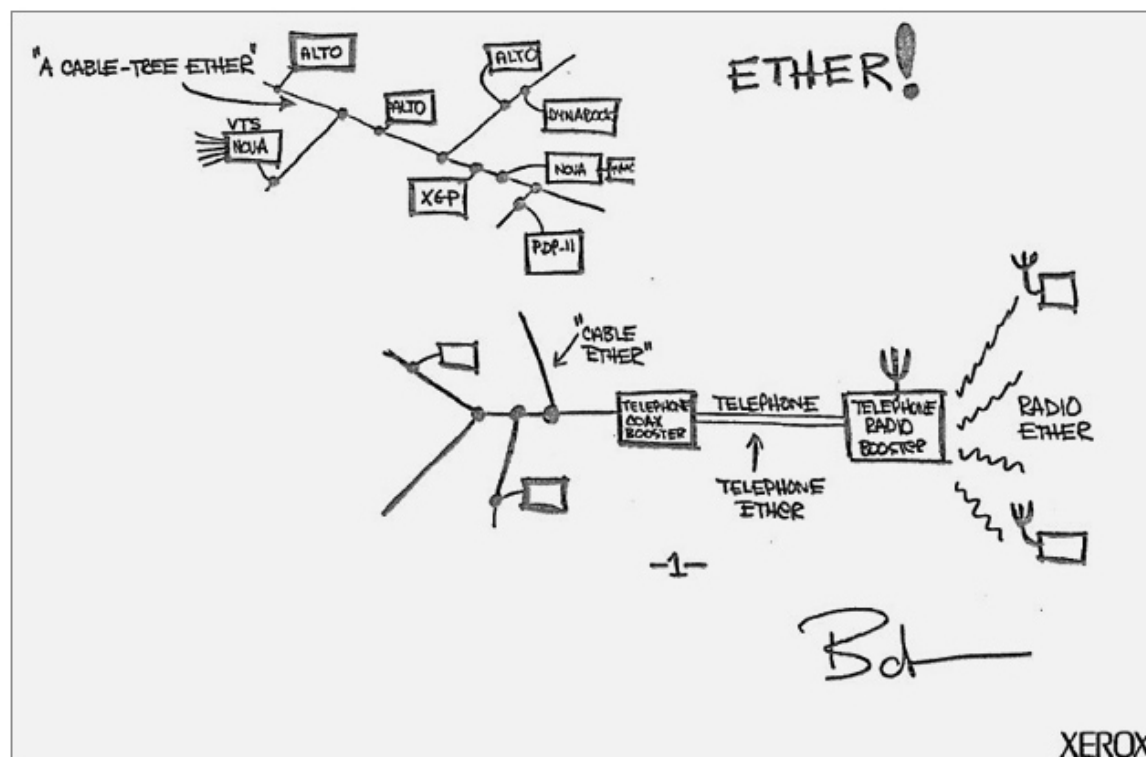 "A CABLE-TREE ETHER"
ALTO
ALTO
ETHER!
ALTO
DYNABOOK
VTS
NOVA
XGP
NOVA
PDP-11
"CABLE
ETHER"
TELEPHONE
COAX
BOOSTER
TELEPHONE
TELEPHONE
ETHER
TELEPHONE
RADIO
BOOSTER
RADIO
ETHER
-1-
Bob
XEROX